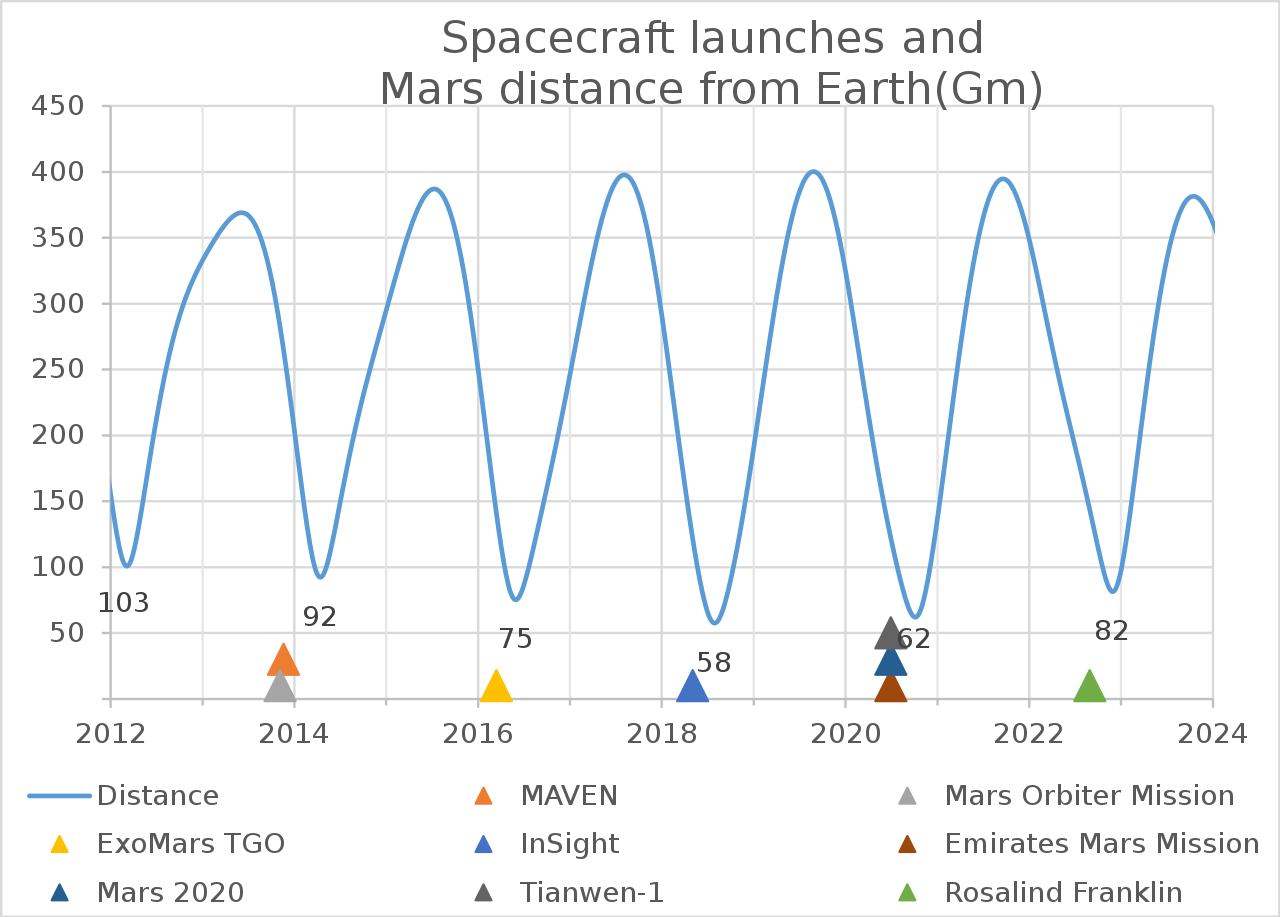 Spacecraft launches and
Mars distance from Earth(Gm)
450
400
350
300
250
200
150
100
50
103
92
75
58
62
82
2012 2014 2016 2018 2020 2022 2024
Distance MAVEN Mars Orbiter Mission
ExoMars TGO InSight Emirates Mars Mission
Mars 2020 Tianwen-1 Rosalind Franklin